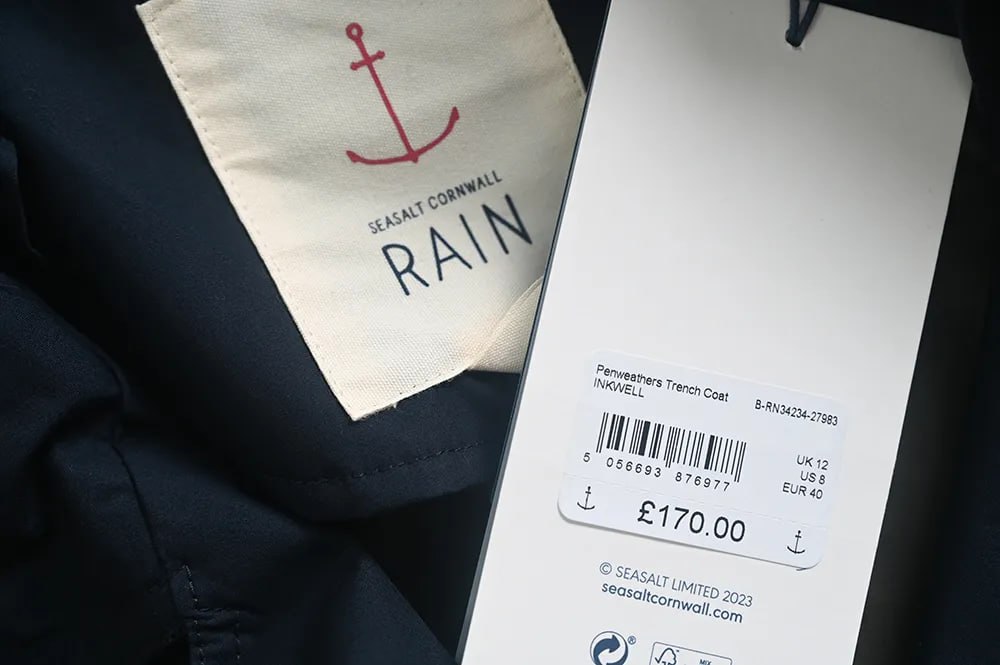 SEASALT CORNWALL
RAIN
Penweathers Trench Coat
INKWELL
B-RN34234-27983
5 056693 876977
UK 12
US 8
EUR 40
£170.00
© SEASALT LIMITED 2023
seasaltcornwall.com
®
MIX